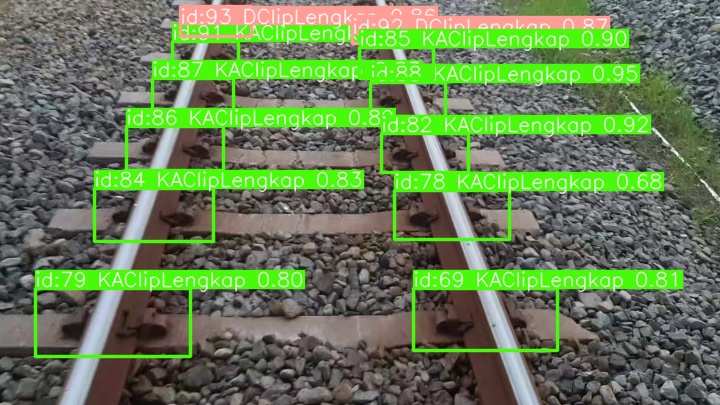 id:93 DClipLengkap 0.86
id:92 DClipLengkap 0.87
id:91 KAClipLengkap
id:85 KAClipLengkap 0.90
id:87 KAClipLengkap
id:88 KAClipLengkap 0.95
id:86 KAClipLengkap
id:82 KAClipLengkap 0.92
id:84 KAClipLengkap 0.83
id:78 KAClipLengkap 0.68
id:79 KAClipLengkap 0.80
id:69 KAClipLengkap 0.81